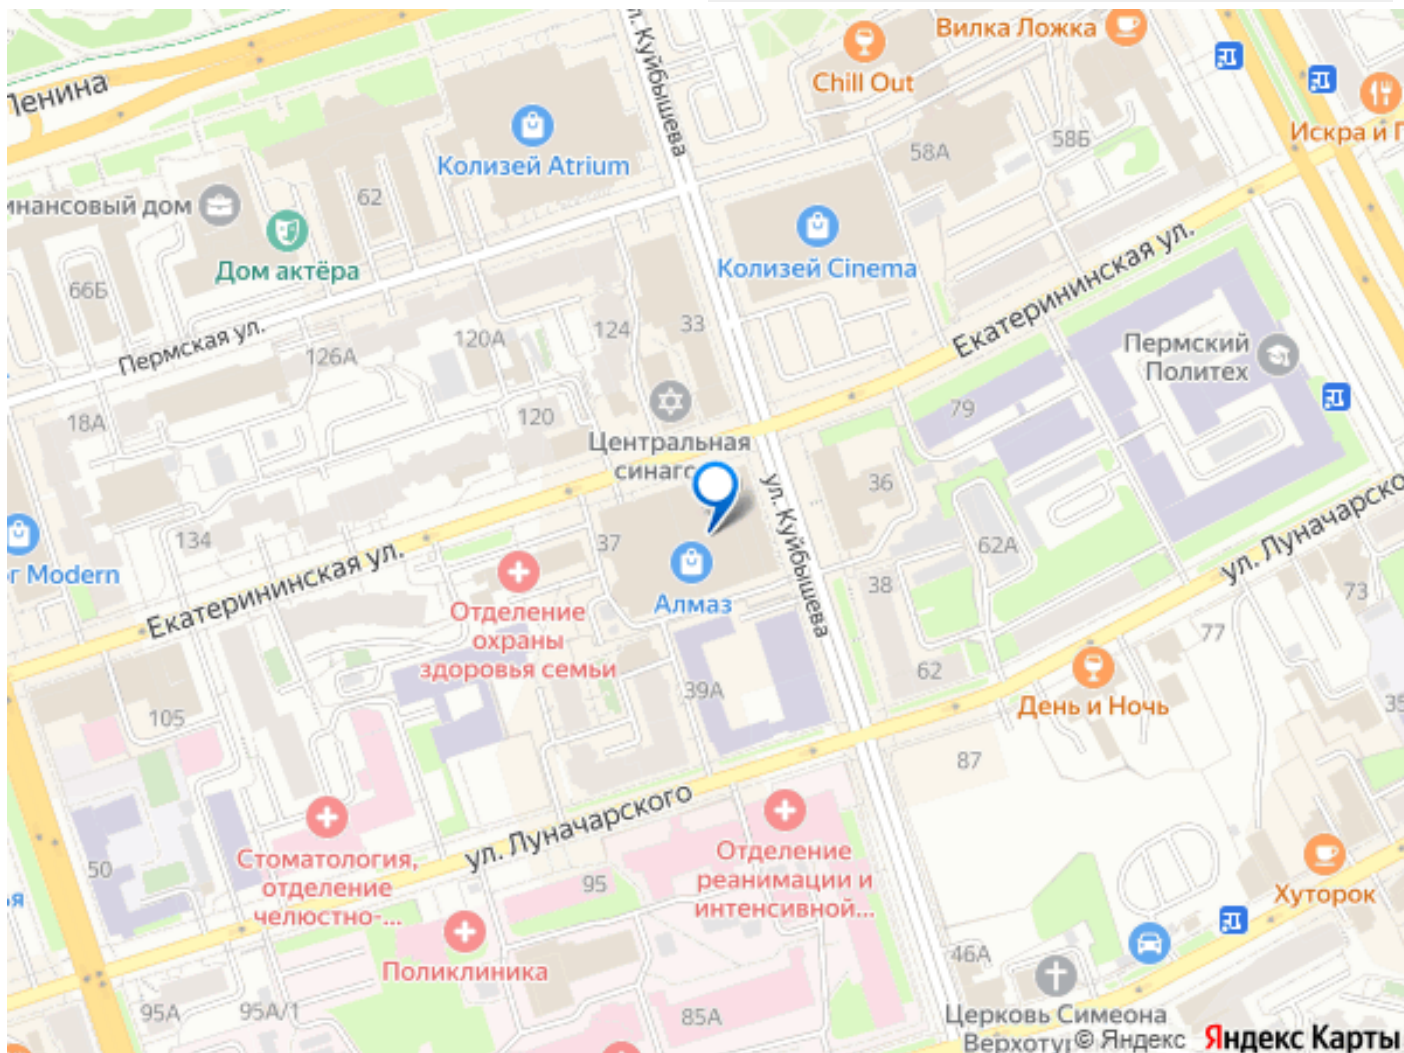 Ленина
ул. Куйбышева
Вилка Ложка
Chill Out
Искра и Г
58Б
58А
Колизей Atrium
62
инансовый дом
Дом актёра
66Б
Колизей Cinema
Екатерининская ул.
Пермская ул.
126А
120А
124
33
Пермский
Политех
18А
120
79
Центральная
синаго
ул. Куйбышева
36
134
37
62А
ул. Луначарско
ог Modern
Екатерининская ул.
Алмаз
Отделение
охраны
здоровья семьи
38
73
77
62
39А
День и Ночь
35
105
87
ул. Луначарского
Стоматология,
отделение
челюстно-...
50
95
Отделение
реанимации и
интенсивной...
Хуторок
ья
Поликлиника
46А
95А
95А/1
85А
Церковь Симеона
Верхоту
© Яндекс
Яндекс Карты